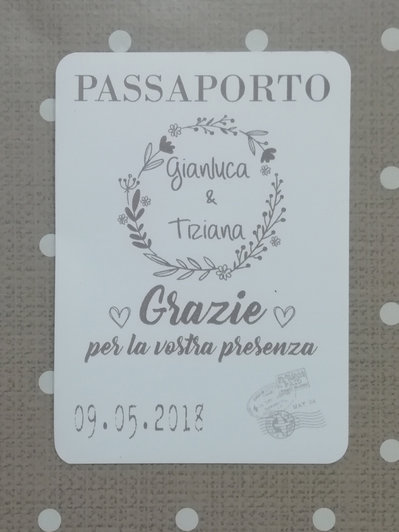 PASSAPORTO
Gianluca
&
Tiziana
Grazie
per la vostra presenza
09.05.2018